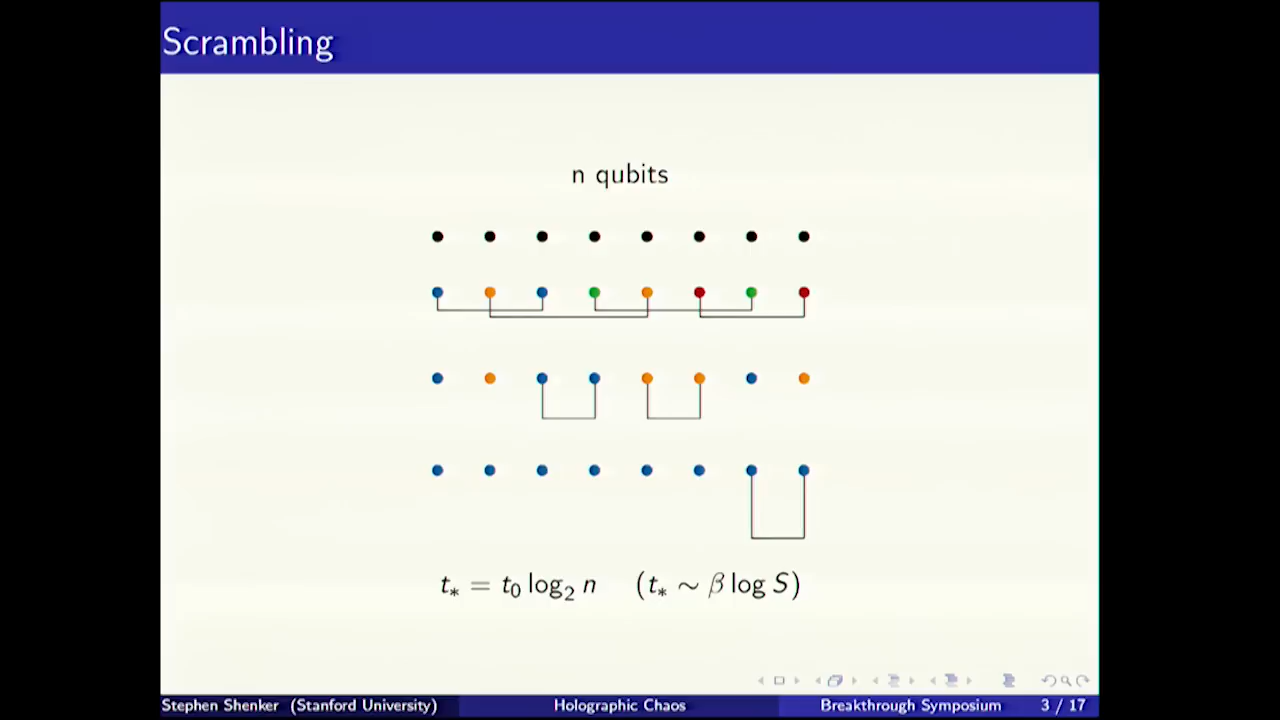 Scrambling
n qubits
t* = t0 log2 n (t* ∼ β log S)
Stephen Shenker (Stanford University) Holographic Chaos Breakthrough Symposium 3 / 17